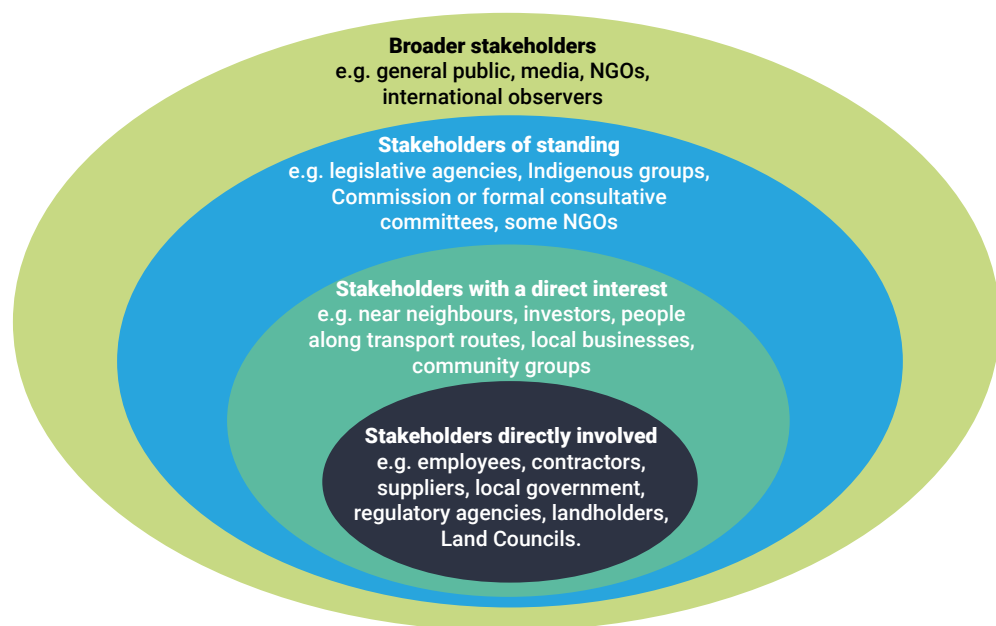 Broader stakeholders
e.g. general public, media, NGOs,
international observers
Stakeholders of standing
e.g. legislative agencies, Indigenous groups,
Commission or formal consultative
committees, some NGOs
Stakeholders with a direct interest
e.g. near neighbours, investors, people
along transport routes, local businesses,
community groups
Stakeholders directly involved
e.g. employees, contractors,
suppliers, local government,
regulatory agencies, landholders,
Land Councils.